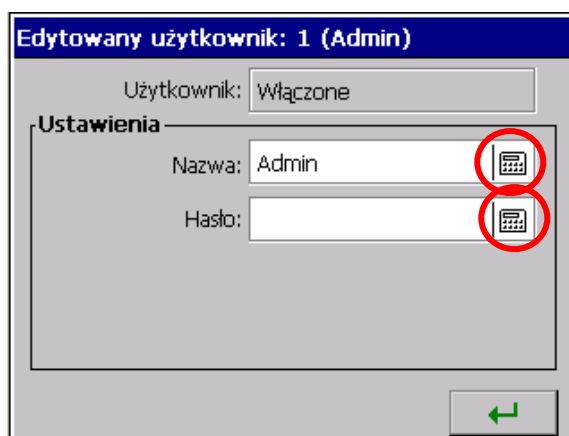 Edytowany użytkownik: 1 (Admin)
Użytkownik: Włączone
Ustawienia
Nazwa: Admin
Hasło: